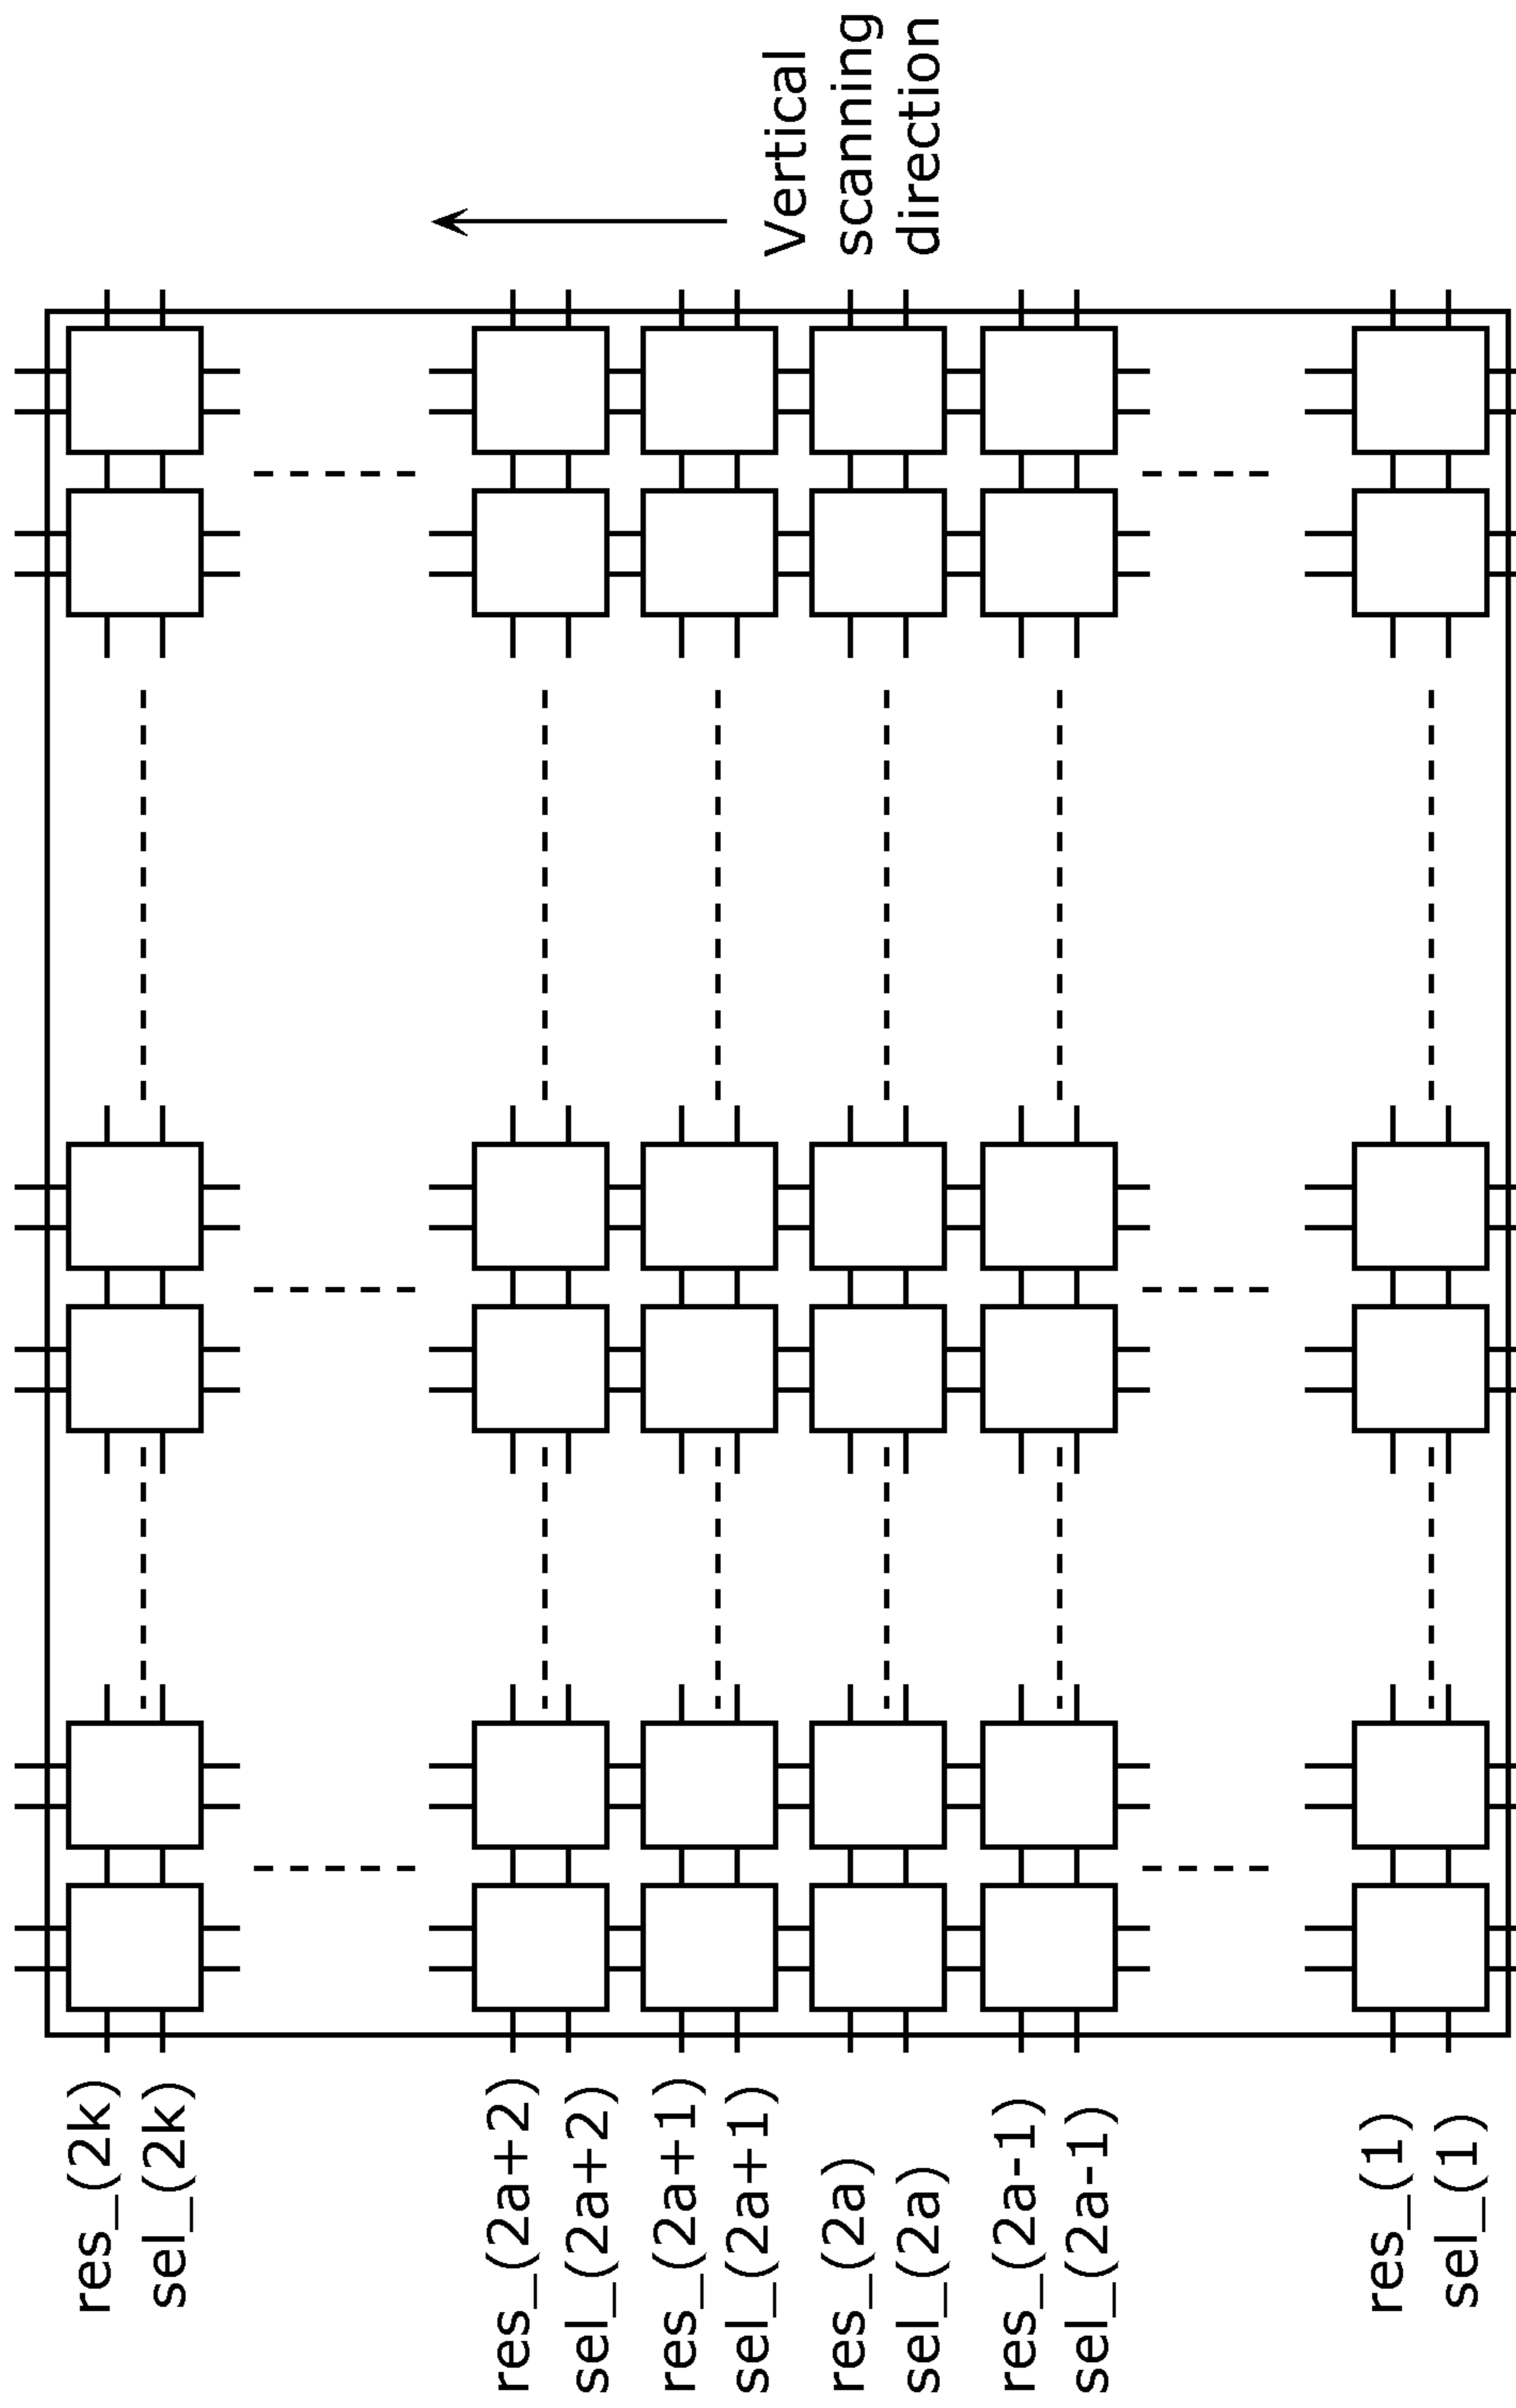 res_(2k)
sel_(2k)
res_(2a+2)
sel_(2a+2)
res_(2a+1)
sel_(2a+1)
res_(2a)
sel_(2a)
res_(2a-1)
sel_(2a-1)
res_(1)
sel_(1)
Vertical
scanning
direction